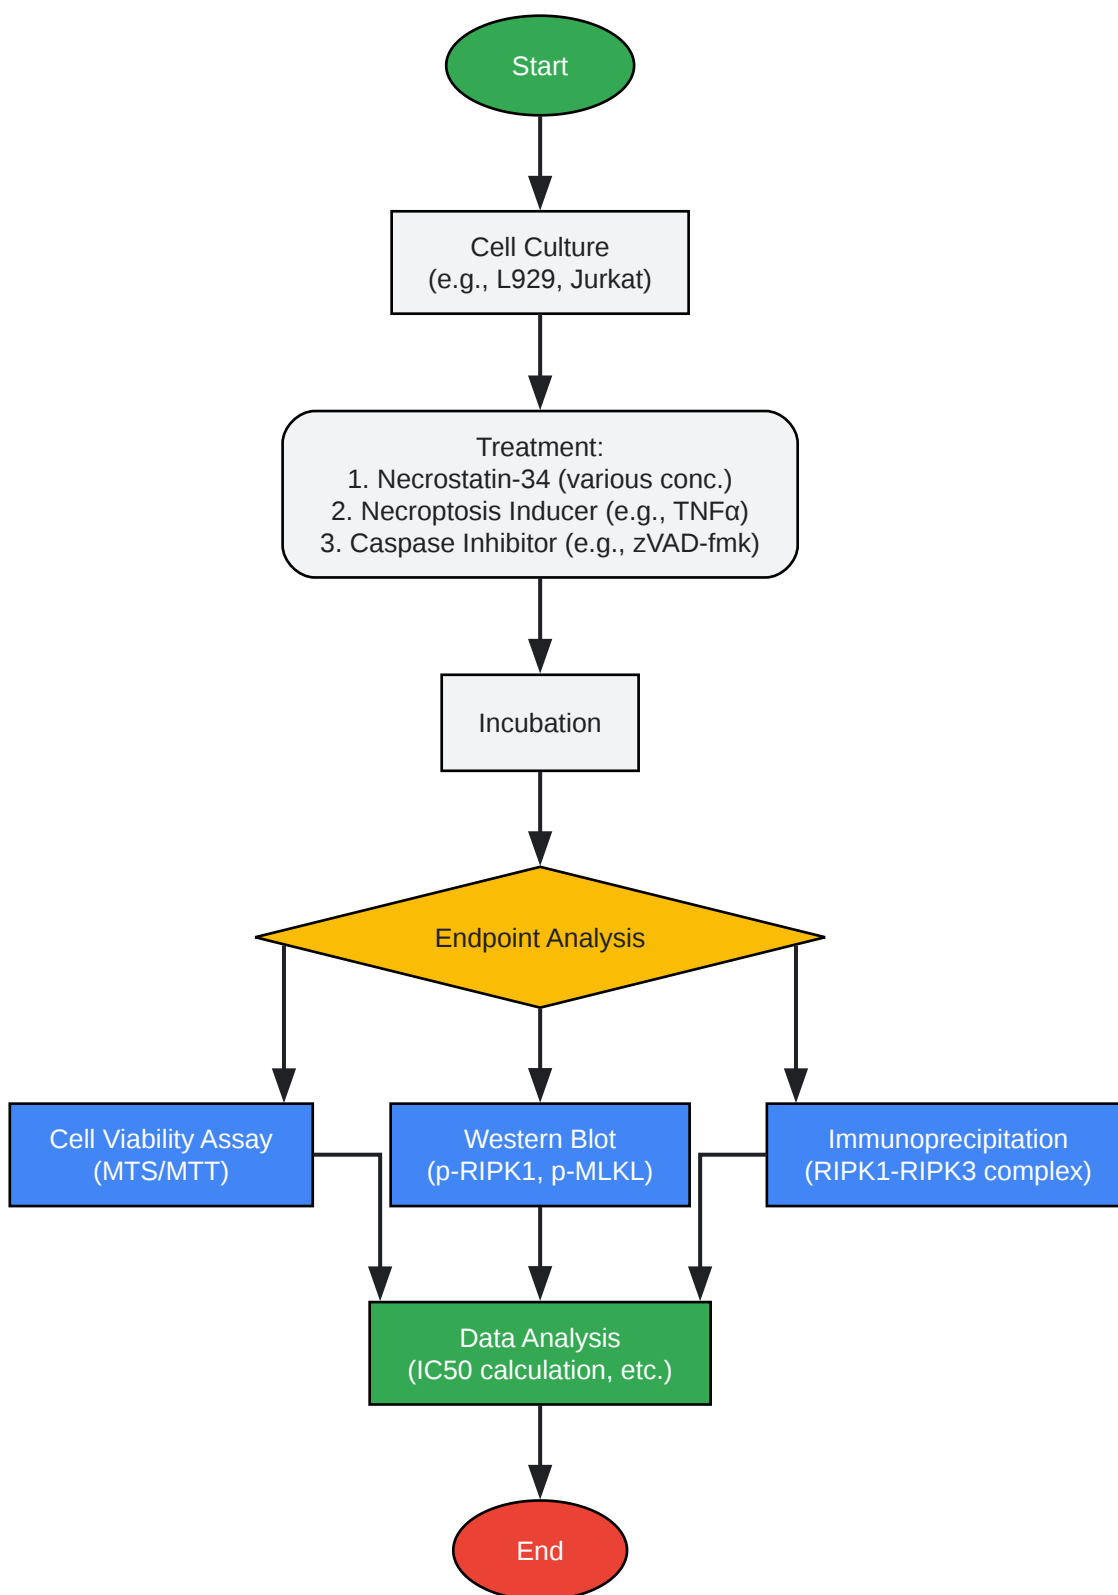 Start
Cell Culture
(e.g., L929, Jurkat)
Treatment:
1. Necrostatin-34 (various conc.)
2. Necroptosis Inducer (e.g., TNFα)
3. Caspase Inhibitor (e.g., zVAD-fmk)
Incubation
Endpoint Analysis
Cell Viability Assay
(MTS/MTT)
Western Blot
(p-RIPK1, p-MLKL)
Immunoprecipitation
(RIPK1-RIPK3 complex)
Data Analysis
(IC50 calculation, etc.)
End